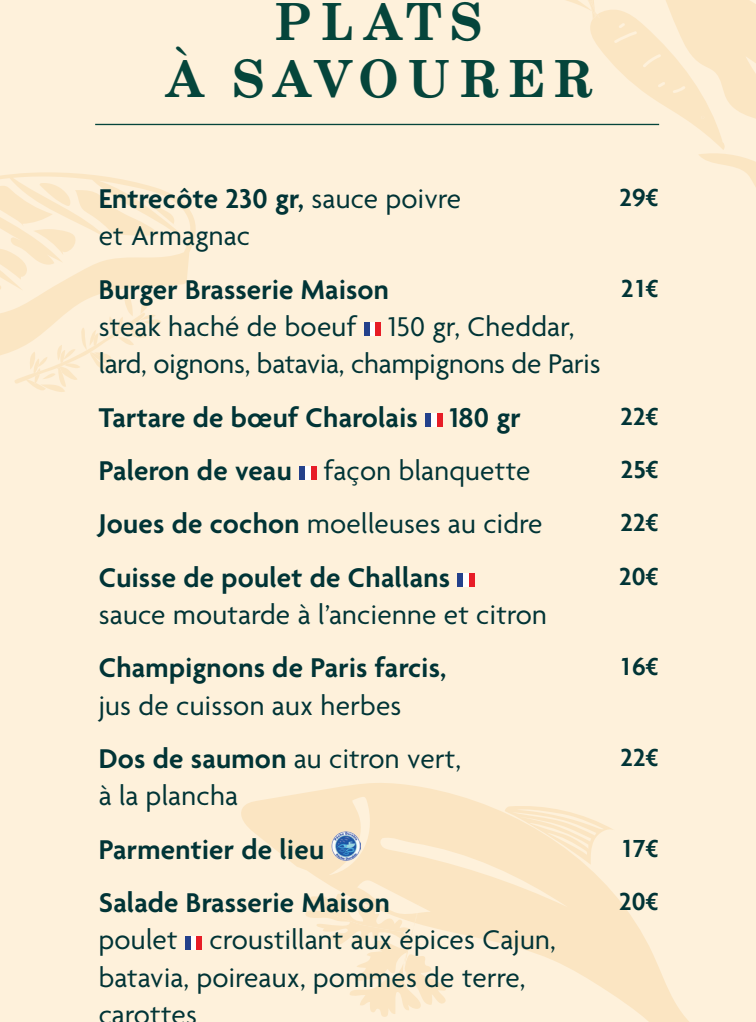 PLATS
À SAVOURER
Entrecôte 230 gr, sauce poivre 29€
et Armagnac
Burger Brasserie Maison 21€
steak haché de boeuf 150 gr, Cheddar,
lard, oignons, batavia, champignons de Paris
Tartare de bœuf Charolais 180 gr 22€
Paleron de veau façon blanquette 25€
Joues de cochon moelleuses au cidre 22€
Cuisse de poulet de Challans 20€
sauce moutarde à l’ancienne et citron
Champignons de Paris farcis, 16€
jus de cuisson aux herbes
Dos de saumon au citron vert, 22€
à la plancha
Parmentier de lieu 17€
Salade Brasserie Maison 20€
poulet croustillant aux épices Cajun,
batavia, poireaux, pommes de terre,
carottes